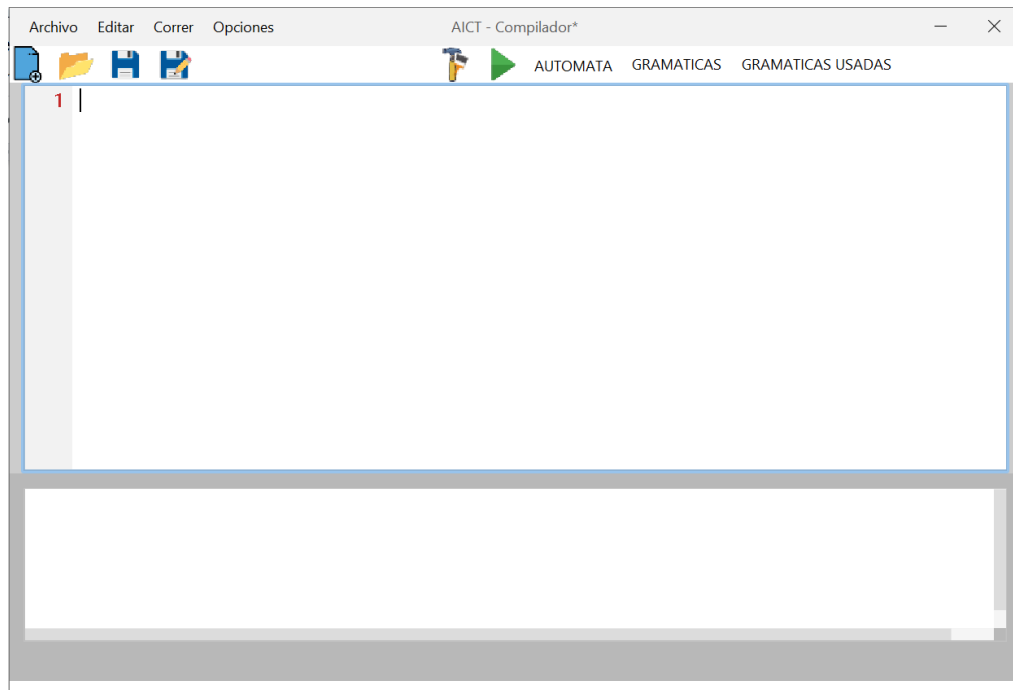 Archivo Editar Correr Opciones AICT - Compilador*
AUTOMATA GRAMATICAS GRAMATICAS USADAS
1